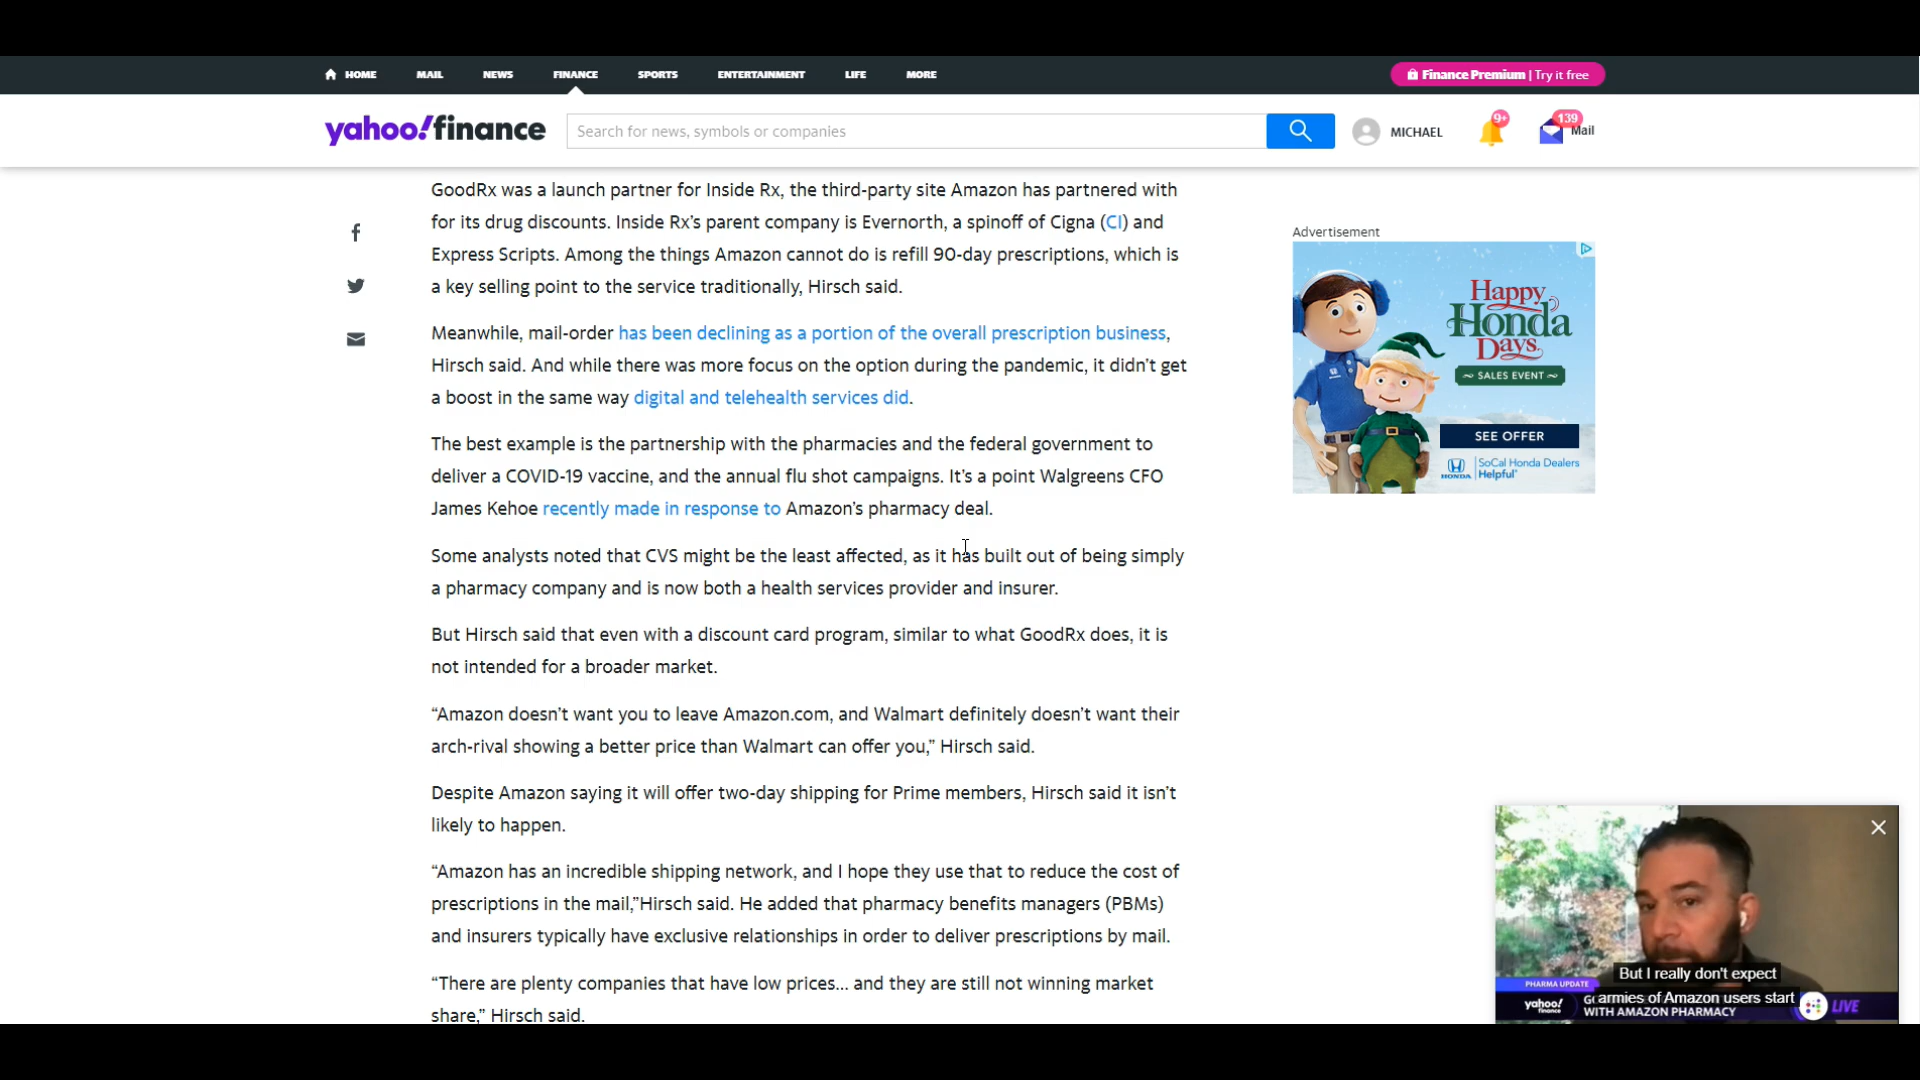 HOME MAIL NEWS FINANCE SPORTS ENTERTAINMENT LIFE MORE
Finance Premium | Try it free
yahoo!finance
Search for news, symbols or companies
MICHAEL
9+
139
Mail
GoodRx was a launch partner for Inside Rx, the third-party site Amazon has partnered with
for its drug discounts. Inside Rx’s parent company is Evernorth, a spinoff of Cigna (CI) and
Express Scripts. Among the things Amazon cannot do is refill 90-day prescriptions, which is
a key selling point to the service traditionally, Hirsch said.
Meanwhile, mail-order has been declining as a portion of the overall prescription business,
Hirsch said. And while there was more focus on the option during the pandemic, it didn’t get
a boost in the same way digital and telehealth services did.
The best example is the partnership with the pharmacies and the federal government to
deliver a COVID-19 vaccine, and the annual flu shot campaigns. It’s a point Walgreens CFO
James Kehoe recently made in response to Amazon’s pharmacy deal.
Some analysts noted that CVS might be the least affected, as it has built out of being simply
a pharmacy company and is now both a health services provider and insurer.
But Hirsch said that even with a discount card program, similar to what GoodRx does, it is
not intended for a broader market.
“Amazon doesn’t want you to leave Amazon.com, and Walmart definitely doesn’t want their
arch-rival showing a better price than Walmart can offer you,” Hirsch said.
Despite Amazon saying it will offer two-day shipping for Prime members, Hirsch said it isn’t
likely to happen.
“Amazon has an incredible shipping network, and I hope they use that to reduce the cost of
prescriptions in the mail,”Hirsch said. He added that pharmacy benefits managers (PBMs)
and insurers typically have exclusive relationships in order to deliver prescriptions by mail.
“There are plenty companies that have low prices... and they are still not winning market
share,” Hirsch said.
Advertisement
Happy
Honda
Days.
SALES EVENT
SEE OFFER
HONDA
SoCal Honda Dealers
Helpful
But I really don't expect
PHARMA UPDATE
armies of Amazon users start
yahoo!
finance
WITH AMAZON PHARMACY
LIVE